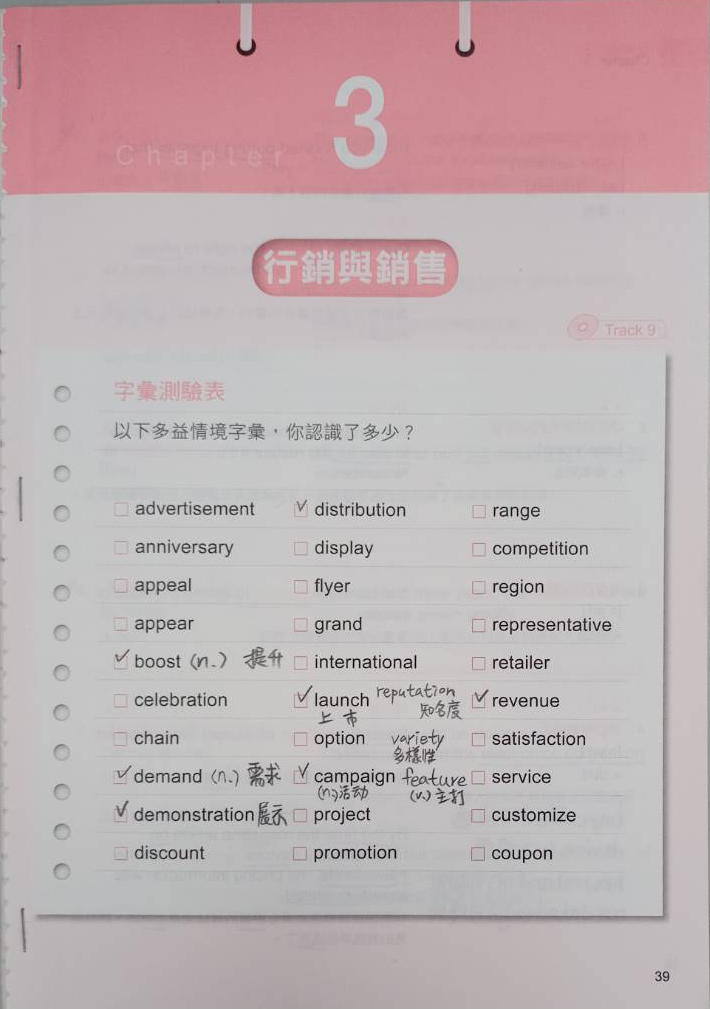 Chapter 3
行銷與銷售
Track 9
字彙測驗表
以下多益情境字彙，你認識了多少？
advertisement distribution range
anniversary display competition
appeal flyer region
appear grand representative
boost (n.) 提升 international retailer
celebration launch reputation revenue
上市 知名度
chain option variety satisfaction
多樣性
demand (n.) 需求 campaign feature service
(n.)活动 (v.)主打
demonstration 展示 project customize
discount promotion coupon
39